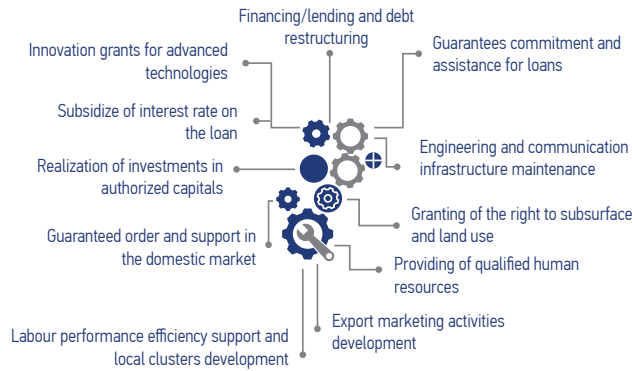 Financing/lending and debt
restructuring
Innovation grants for advanced
technologies
Guarantees commitment and
assistance for loans
Subsidize of interest rate on
the loan
Engineering and communication
infrastructure maintenance
Realization of investments in
authorized capitals
Granting of the right to subsurface
and land use
Guaranteed order and support in
the domestic market
Providing of qualified human
resources
Export marketing activities
development
Labour performance efficiency support and
local clusters development